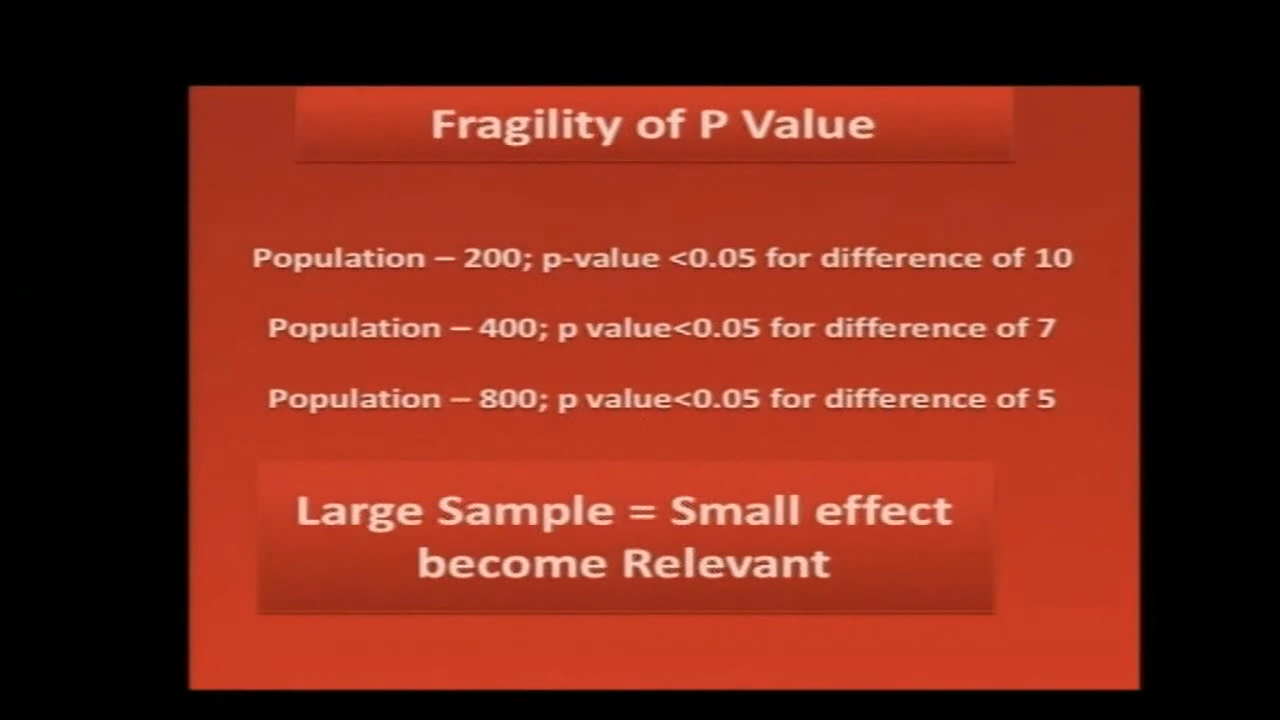 Fragility of P Value
Population – 200; p-value <0.05 for difference of 10
Population – 400; p value<0.05 for difference of 7
Population – 800; p value<0.05 for difference of 5
Large Sample = Small effect
become Relevant